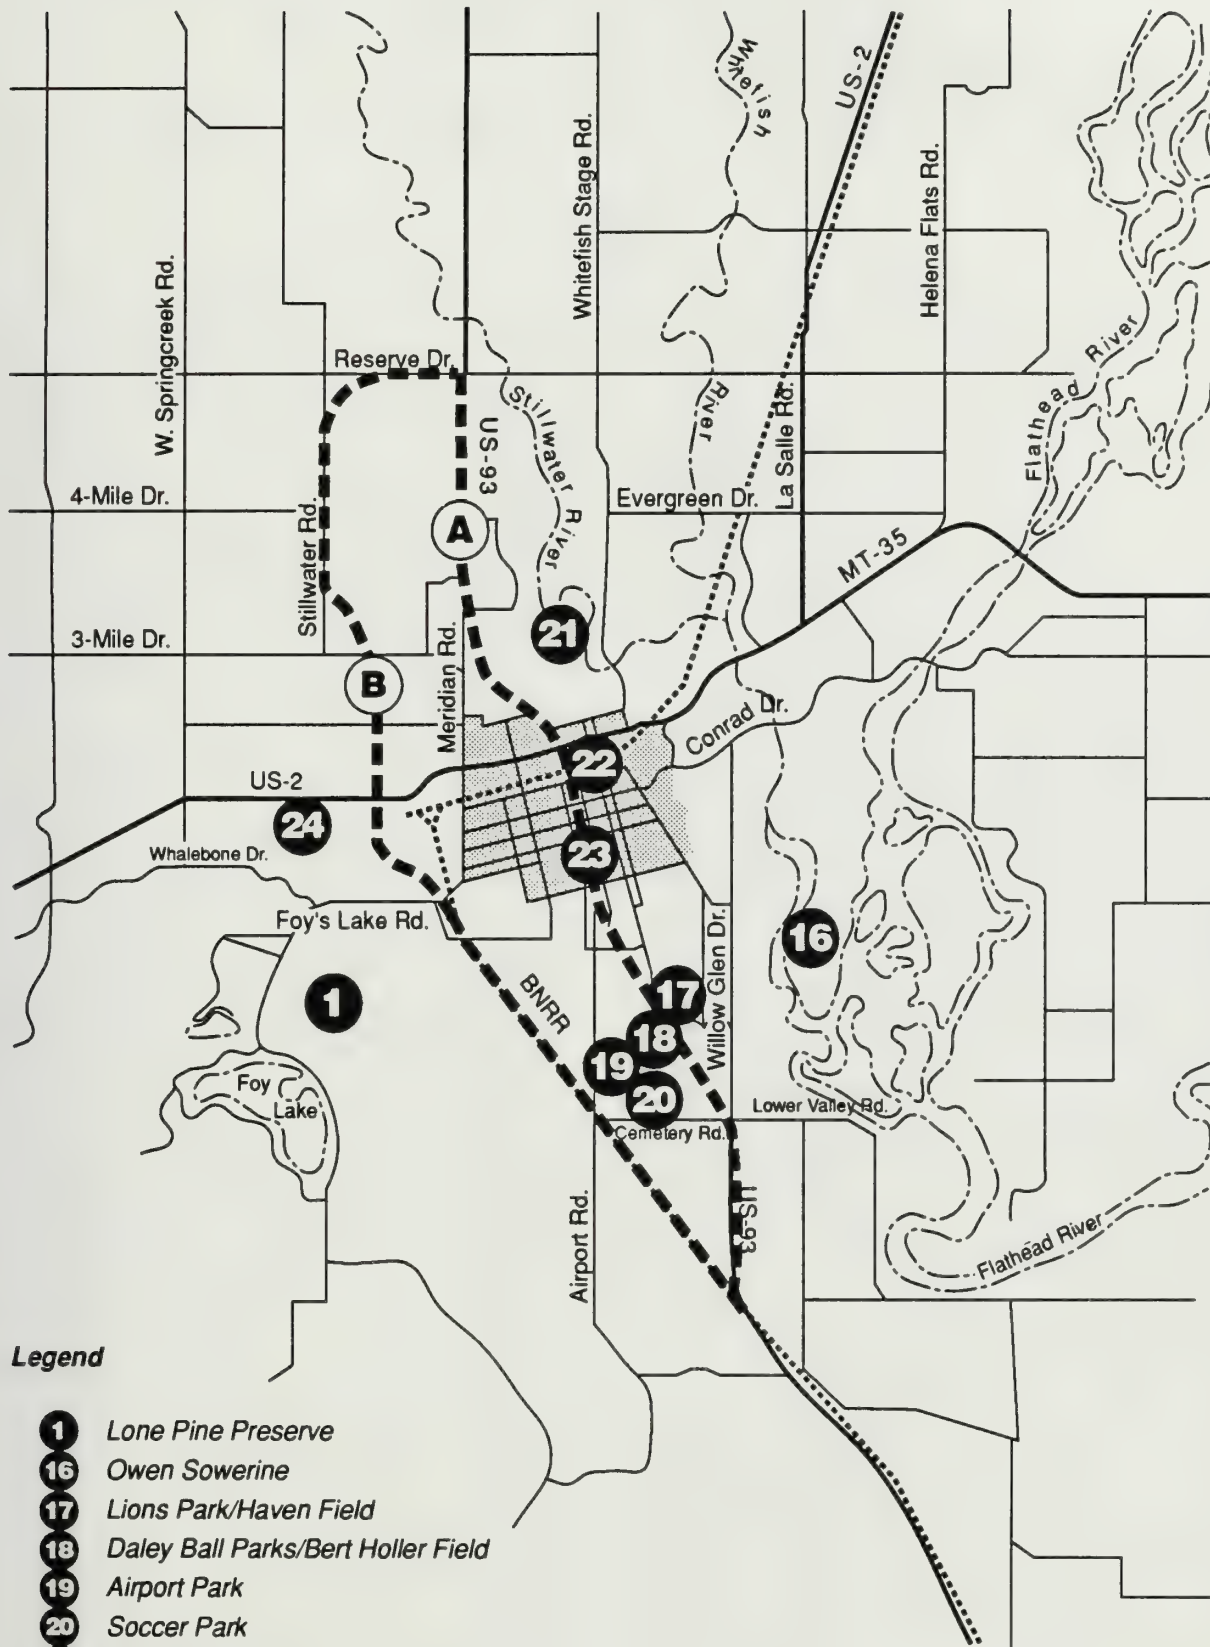 Whitefish
US-2
Whitefish Stage Rd.
Helena Flats Rd.
W. Springcreek Rd.
River
Reserve Dr.
Stillwater River
US-93
River
La Salle Rd.
Flathead
4-Mile Dr.
Evergreen Dr.
Stillwater Rd.
A
MT-35
3-Mile Dr.
21
Meridian Rd.
B
Conrad Dr.
22
US-2
24
Whalebone Dr.
23
Foy's Lake Rd.
Willow Glen Dr.
16
1
BNRR
17
18
19
20
Foy
Lake
Lower Valley Rd.
Cemetery Rd.
US-93
Airport Rd.
Flathead River
Legend
1 Lone Pine Preserve
16 Owen Sowerine
17 Lions Park/Haven Field
18 Daley Ball Parks/Bert Holler Field
19 Airport Park
20 Soccer Park